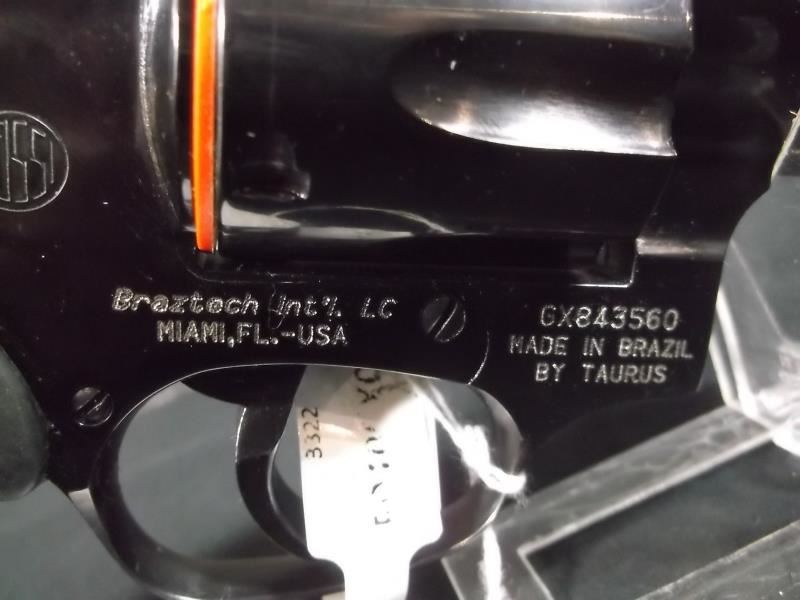 Braztech Int'l. LC
MIAMI,FL.-USA
GX843560
MADE IN BRAZIL
BY TAURUS
3322